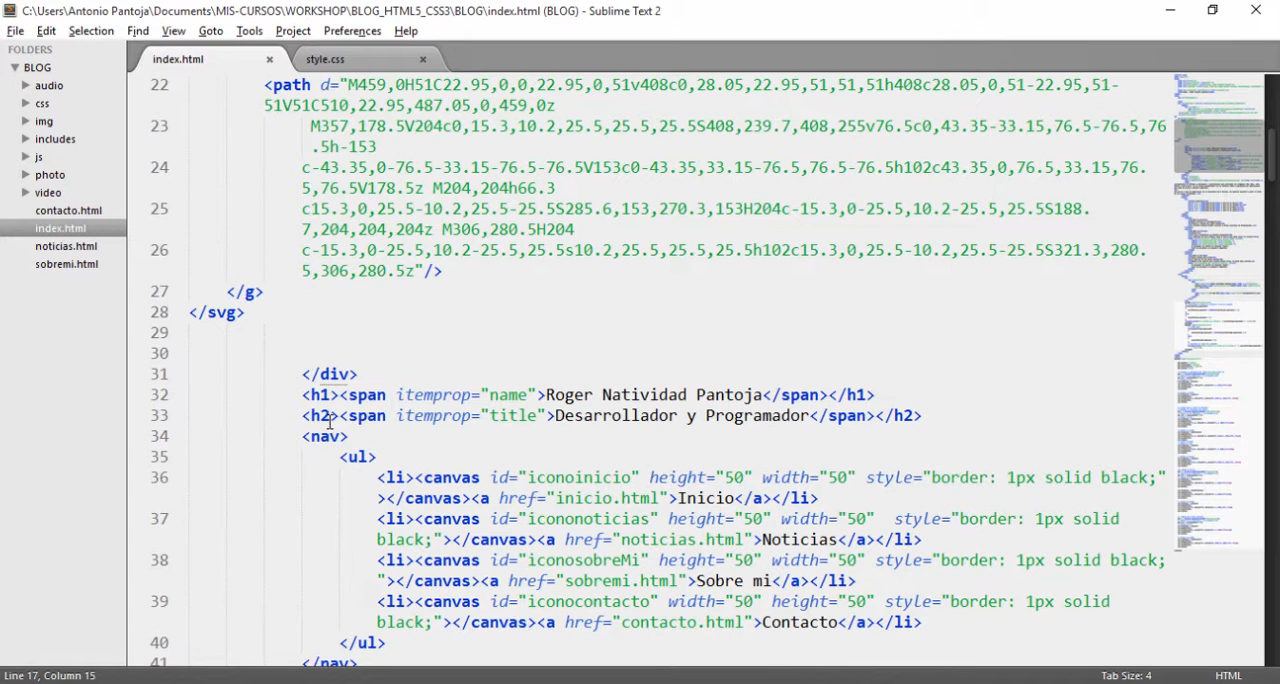 C:\Users\Antonio Pantoja\Documents\MIS-CURSOS\WORKSHOP\BLOG_HTML5_CSS3\BLOG\index.html (BLOG) - Sublime Text 2
File Edit Selection Find View Goto Tools Project Preferences Help
FOLDERS
BLOG
audio
css
img
includes
js
photo
video
contacto.html
index.html
noticias.html
sobremi.html
index.html × style.css ×
22 <path d="M459,0H51C22.95,0,0,22.95,0,51v408c0,28.05,22.95,51,51,51h408c28.05,0,51-22.95,51-
51V51C510,22.95,487.05,0,459,0z
23 M357,178.5V204c0,15.3,10.2,25.5,25.5,25.5S408,239.7,408,255v76.5c0,43.35-33.15,76.5-76.5,76
.5h-153
24 c-43.35,0-76.5-33.15-76.5-76.5V153c0-43.35,33.15-76.5,76.5-76.5h102c43.35,0,76.5,33.15,76.
5,76.5V178.5z M204,204h66.3
25 c15.3,0,25.5-10.2,25.5-25.5S285.6,153,270.3,153H204c-15.3,0-25.5,10.2-25.5,25.5S188.
7,204,204,204z M306,280.5H204
26 c-15.3,0-25.5,10.2-25.5,25.5s10.2,25.5,25.5,25.5h102c15.3,0,25.5-10.2,25.5-25.5S321.3,280.
5,306,280.5z"/>
27 </g>
28 </svg>
29
30
31 </div>
32 <h1><span itemprop="name">Roger Natividad Pantoja</span></h1>
33 <h2><span itemprop="title">Desarrollador y Programador</span></h2>
34 <nav>
35 <ul>
36 <li><canvas id="iconoinicio" height="50" width="50" style="border: 1px solid black;"
></canvas><a href="inicio.html">Inicio</a></li>
37 <li><canvas id="icononoticias" height="50" width="50" style="border: 1px solid
black;"></canvas><a href="noticias.html">Noticias</a></li>
38 <li><canvas id="iconosobreMi" height="50" width="50" style="border: 1px solid black;
"></canvas><a href="sobremi.html">Sobre mi</a></li>
39 <li><canvas id="iconocontacto" width="50" height="50" style="border: 1px solid
black;"></canvas><a href="contacto.html">Contacto</a></li>
40 </ul>
41 </nav>
Line 17, Column 15 Tab Size: 4 HTML